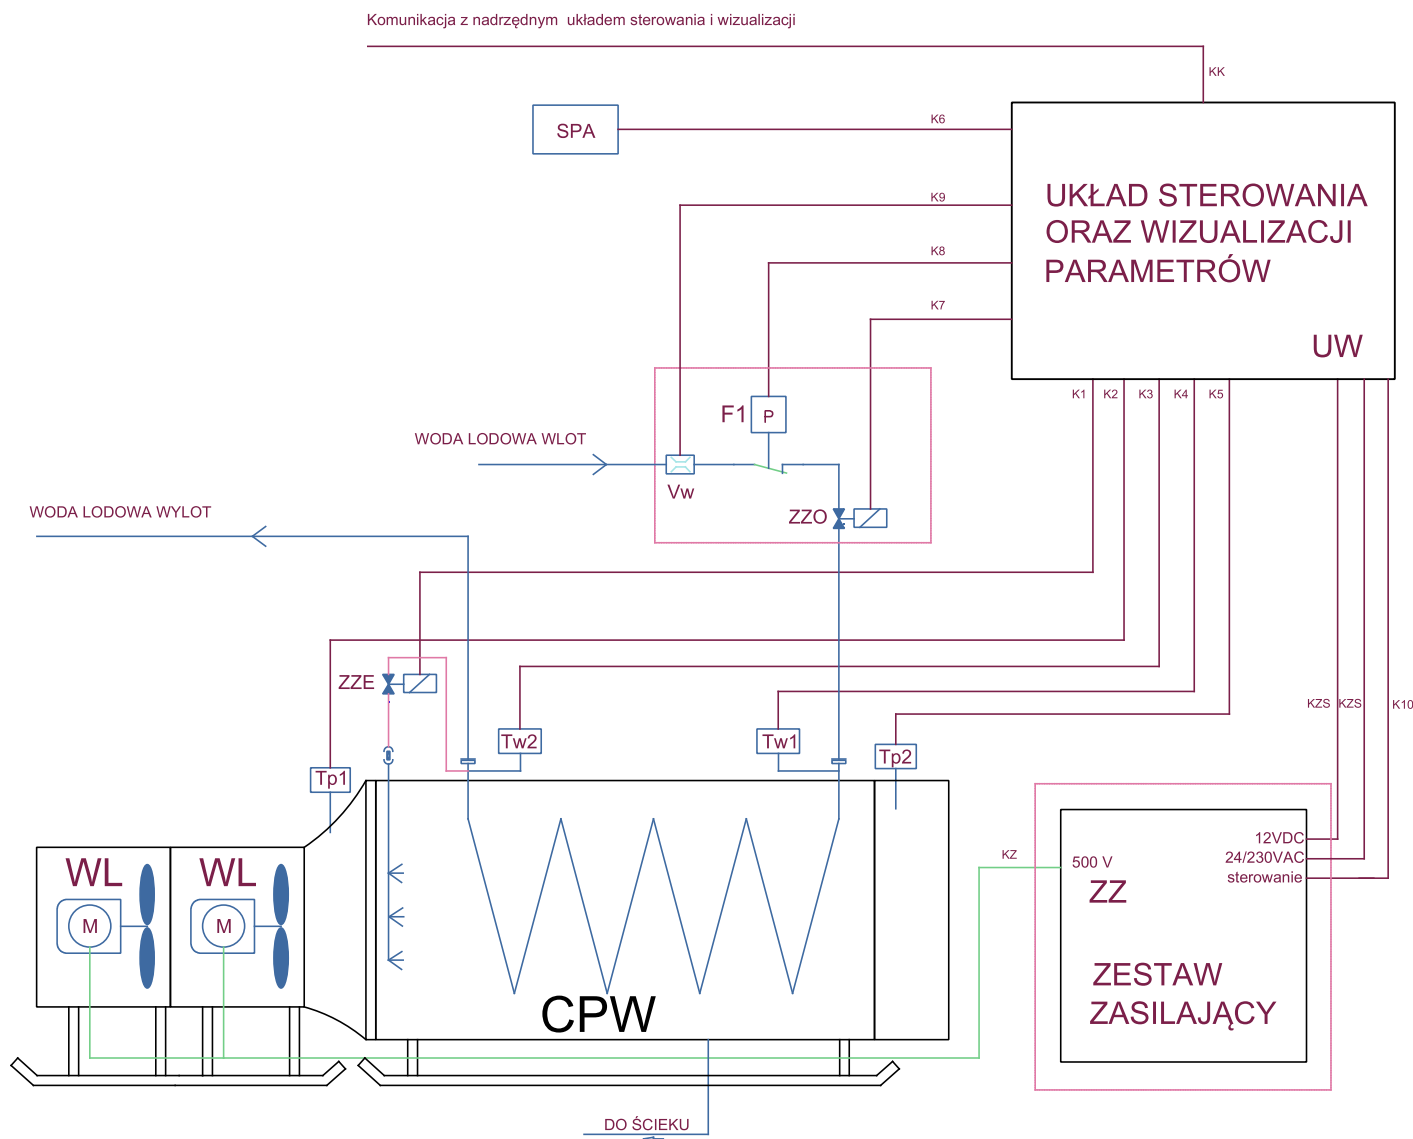 Komunikacja z nadrzędnym układem sterowania i wizualizacji
KK
K6
SPA
K9
UKŁAD STEROWANIA
ORAZ WIZUALIZACJI
PARAMETRÓW
K8
K7
UW
K1 K2 K3 K4 K5
F1 P
WODA LODOWA WLOT
Vw
WODA LODOWA WYLOT
ZZO
ZZE
KZS KZS K10
Tw2 Tw1
Tp2
Tp1
12VDC
KZ 500 V 24/230VAC
sterowanie
WL WL
ZZ
M M
ZESTAW
ZASILAJĄCY
CPW
DO ŚCIEKU